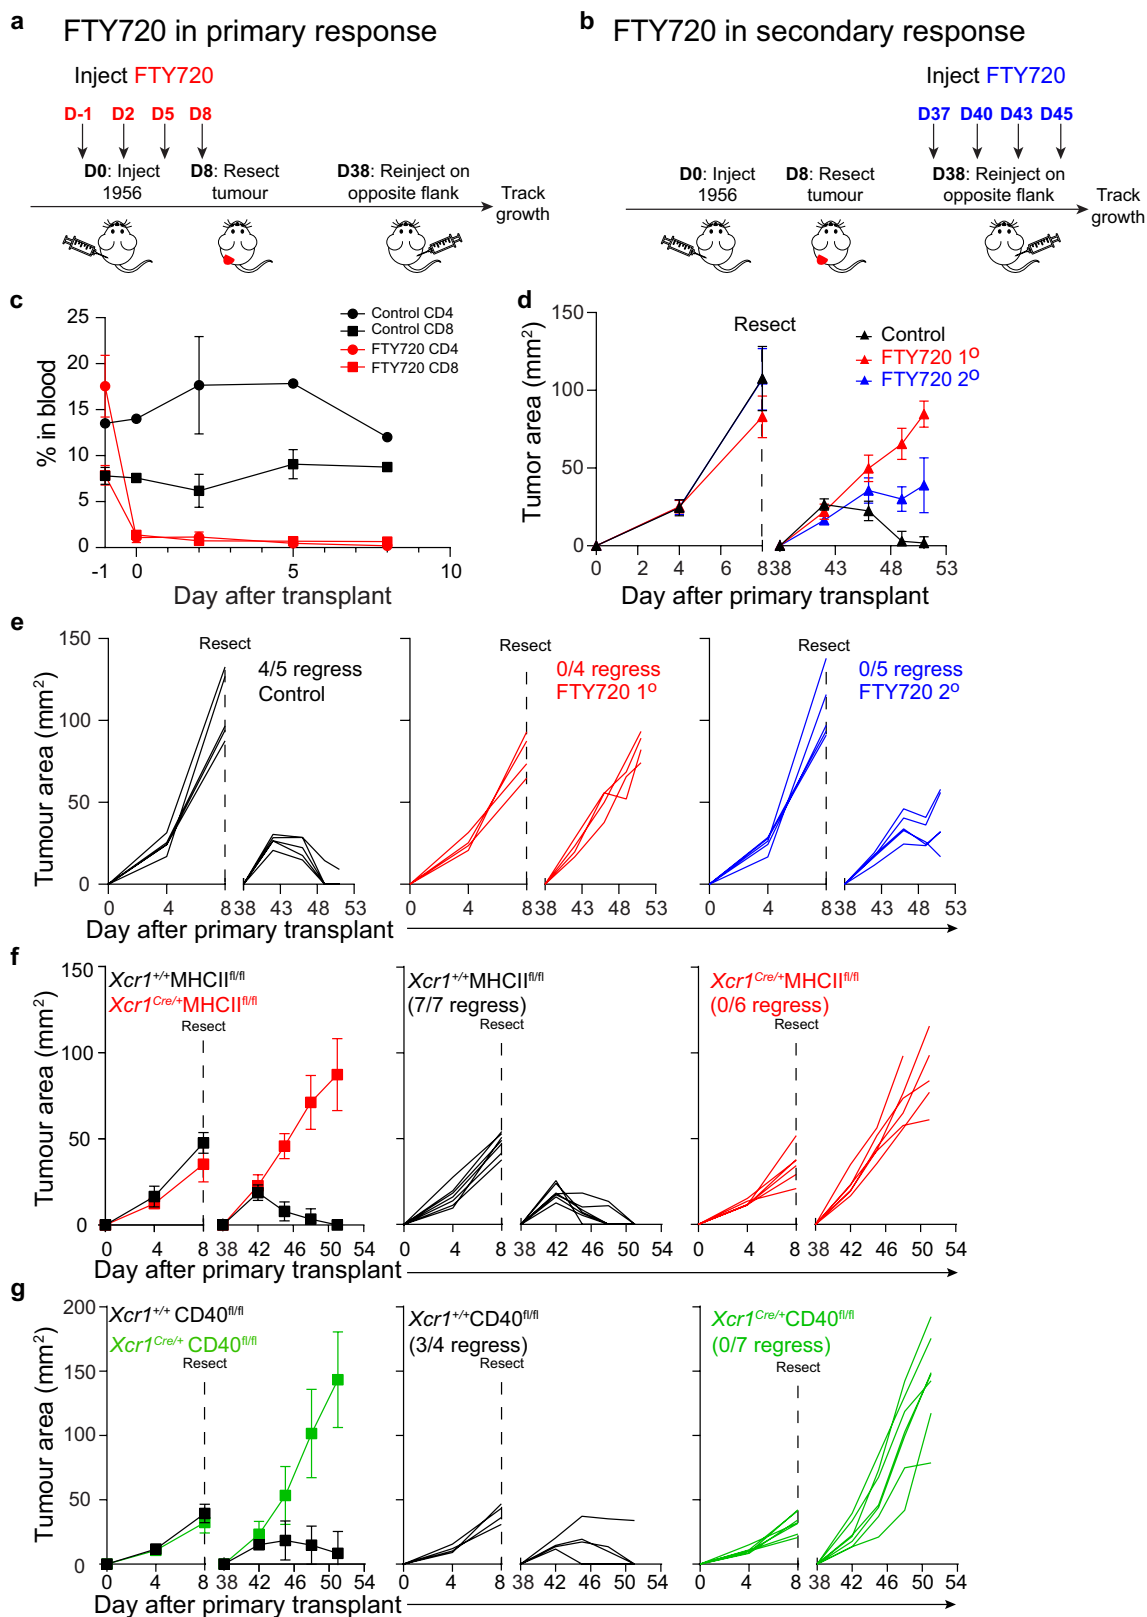 a FTY720 in primary response
Inject FTY720
D-1 D2 D5 D8
D0: Inject 1956
D8: Resect tumour
D38: Reinject on opposite flank
Track growth
b FTY720 in secondary response
Inject FTY720
D37 D40 D43 D45
D0: Inject 1956
D8: Resect tumour
D38: Reinject on opposite flank
Track growth
c
% in blood
25
20
15
10
5
0
-1 0 5 10
Day after transplant
Control CD4
Control CD8
FTY720 CD4
FTY720 CD8
d
Tumor area (mm²)
150
100
50
0
Resect
Control
FTY720 1º
FTY720 2º
0 2 4 8 38 43 48 53
Day after primary transplant
e
Tumour area (mm²)
150
100
50
0
Resect
4/5 regress
Control
0 4 8 38 43 48 53
Resect
0/4 regress
FTY720 1º
0 4 8 38 43 48 53
Resect
0/5 regress
FTY720 2º
0 4 8 38 43 48 53
Day after primary transplant
f
Tumour area (mm²)
150
100
50
0
Xcr1+/+MHCIIfl/fl
Xcr1Cre/+MHCIIfl/fl
Resect
0 4 8 38 42 46 50 54
Xcr1+/+MHCIIfl/fl
(7/7 regress)
Resect
0 4 8 38 42 46 50 54
Xcr1Cre/+MHCIIfl/fl
(0/6 regress)
Resect
0 4 8 38 42 46 50 54
Day after primary transplant
g
Tumour area (mm²)
200
150
100
50
0
Xcr1+/+ CD40fl/fl
Xcr1Cre/+ CD40fl/fl
Resect
0 4 8 38 42 46 50 54
Xcr1+/+CD40fl/fl
(3/4 regress)
Resect
0 4 8 38 42 46 50 54
Xcr1Cre/+CD40fl/fl
(0/7 regress)
Resect
0 4 8 38 42 46 50 54
Day after primary transplant